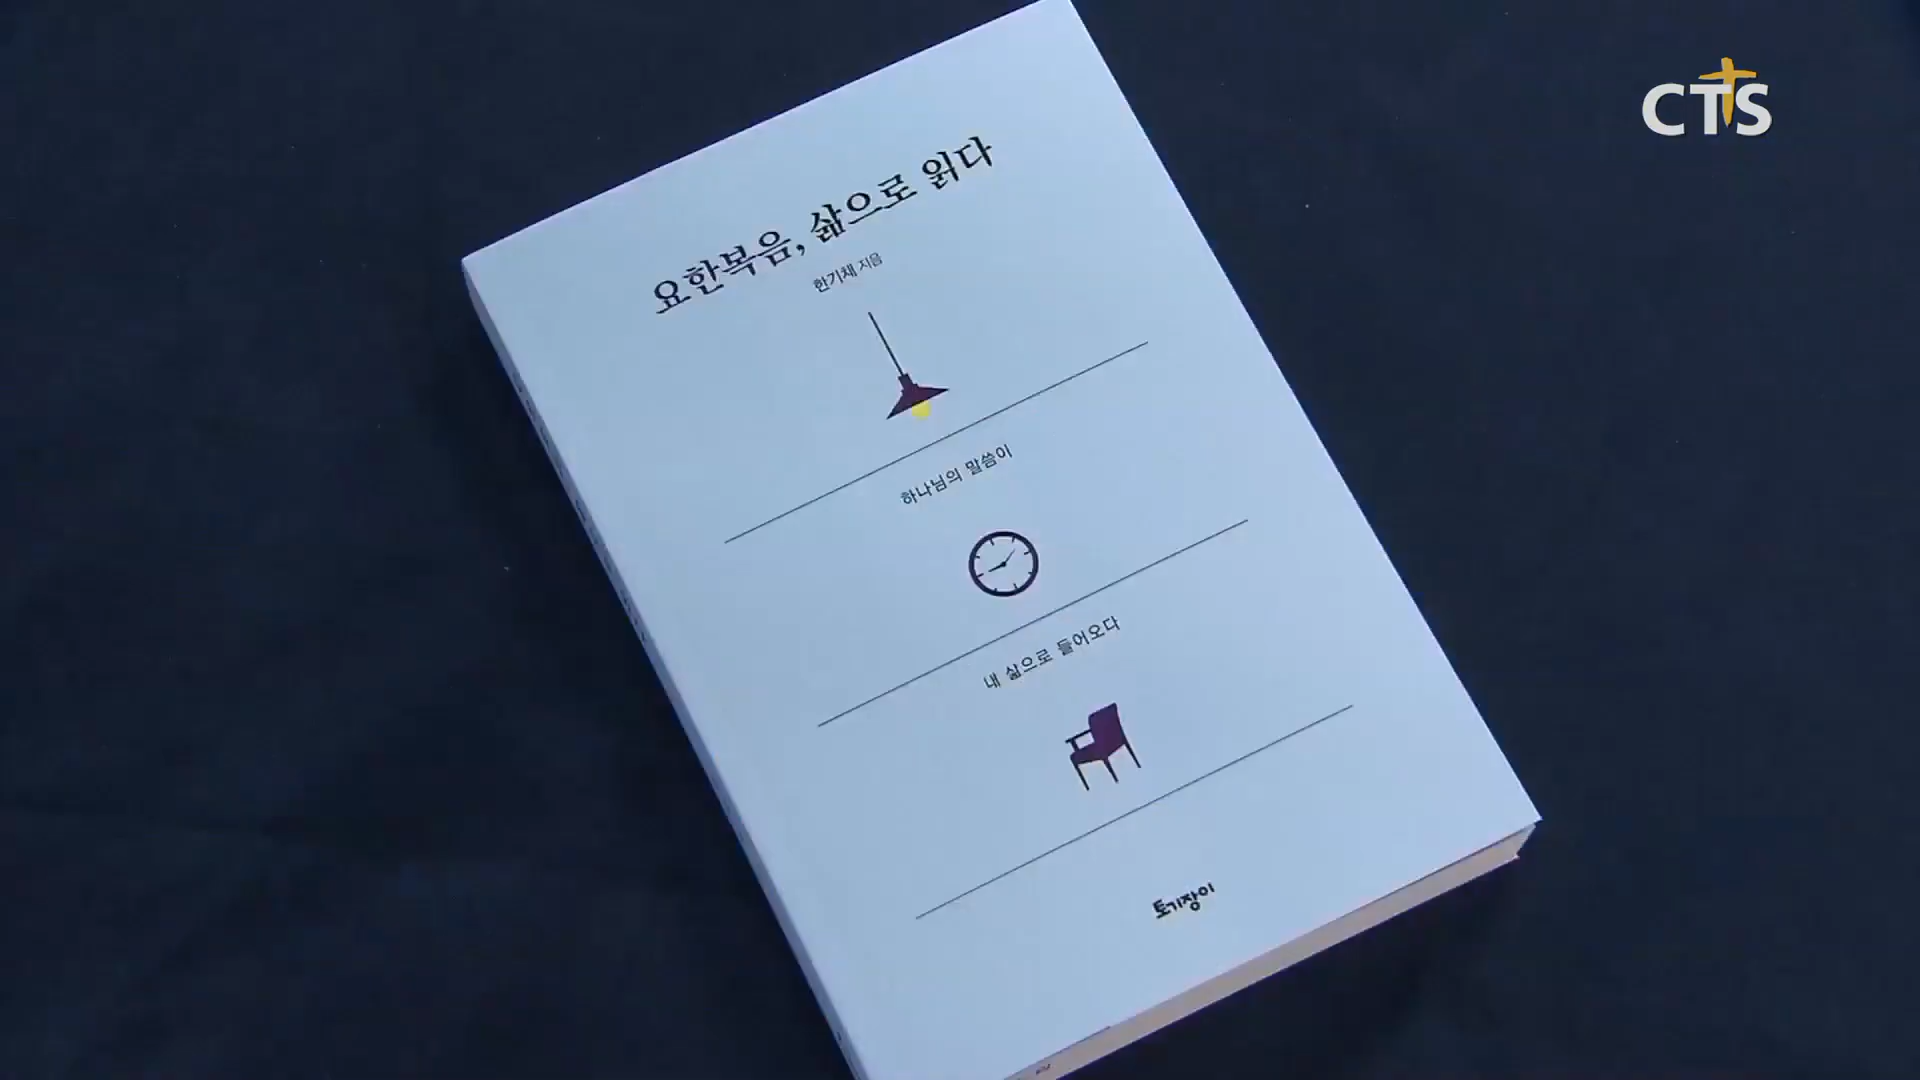 CTS
요한복음, 삶으로 읽다
한기채 지음
하나님의 말씀이
내 삶으로 들어오다
토기장이